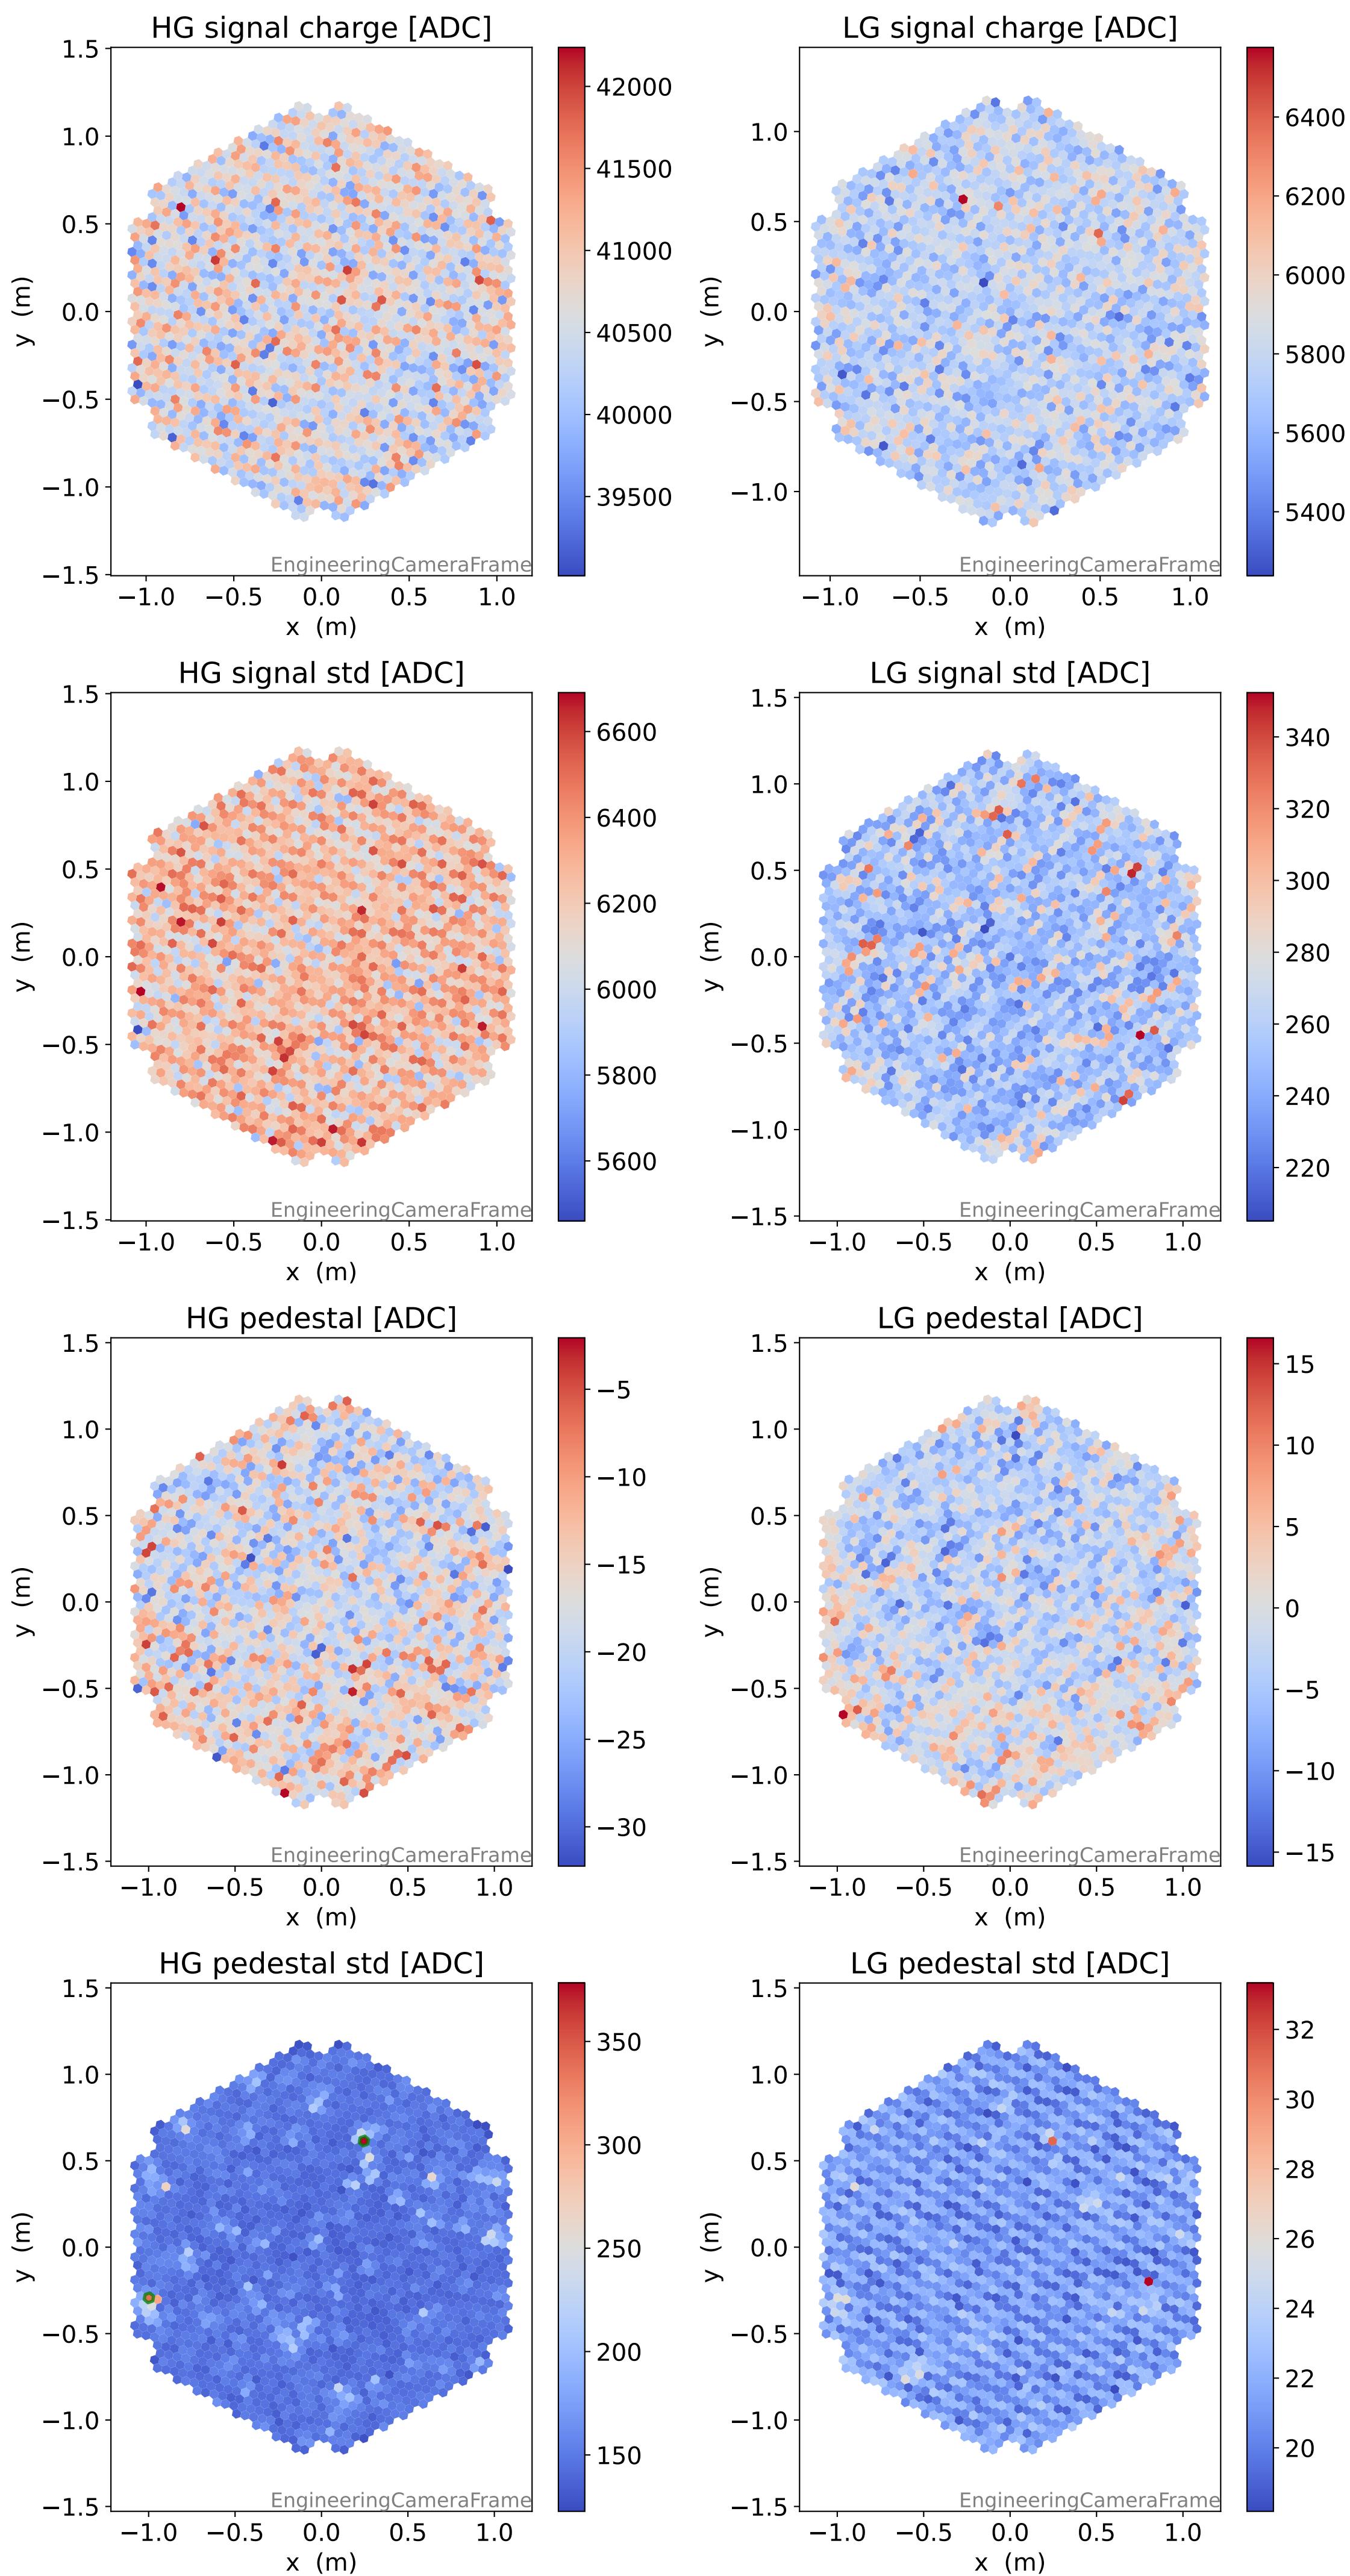 HG signal charge [ADC]
1.5
1.0
0.5
0.0
−0.5
−1.0
−1.5
y (m)
−1.0 −0.5 0.0 0.5 1.0
x (m)
EngineeringCameraFrame
42000
41500
41000
40500
40000
39500
LG signal charge [ADC]
1.0
0.5
0.0
−0.5
−1.0
y (m)
−1.0 −0.5 0.0 0.5 1.0
x (m)
EngineeringCameraFrame
6400
6200
6000
5800
5600
5400
HG signal std [ADC]
1.5
1.0
0.5
0.0
−0.5
−1.0
−1.5
y (m)
−1.0 −0.5 0.0 0.5 1.0
x (m)
EngineeringCameraFrame
6600
6400
6200
6000
5800
5600
LG signal std [ADC]
1.5
1.0
0.5
0.0
−0.5
−1.0
−1.5
y (m)
−1.0 −0.5 0.0 0.5 1.0
x (m)
EngineeringCameraFrame
340
320
300
280
260
240
220
HG pedestal [ADC]
1.5
1.0
0.5
0.0
−0.5
−1.0
−1.5
y (m)
−1.0 −0.5 0.0 0.5 1.0
x (m)
EngineeringCameraFrame
−5
−10
−15
−20
−25
−30
LG pedestal [ADC]
1.5
1.0
0.5
0.0
−0.5
−1.0
−1.5
y (m)
−1.0 −0.5 0.0 0.5 1.0
x (m)
EngineeringCameraFrame
15
10
5
0
−5
−10
−15
HG pedestal std [ADC]
1.5
1.0
0.5
0.0
−0.5
−1.0
−1.5
y (m)
−1.0 −0.5 0.0 0.5 1.0
x (m)
EngineeringCameraFrame
350
300
250
200
150
LG pedestal std [ADC]
1.5
1.0
0.5
0.0
−0.5
−1.0
−1.5
y (m)
−1.0 −0.5 0.0 0.5 1.0
x (m)
EngineeringCameraFrame
32
30
28
26
24
22
20